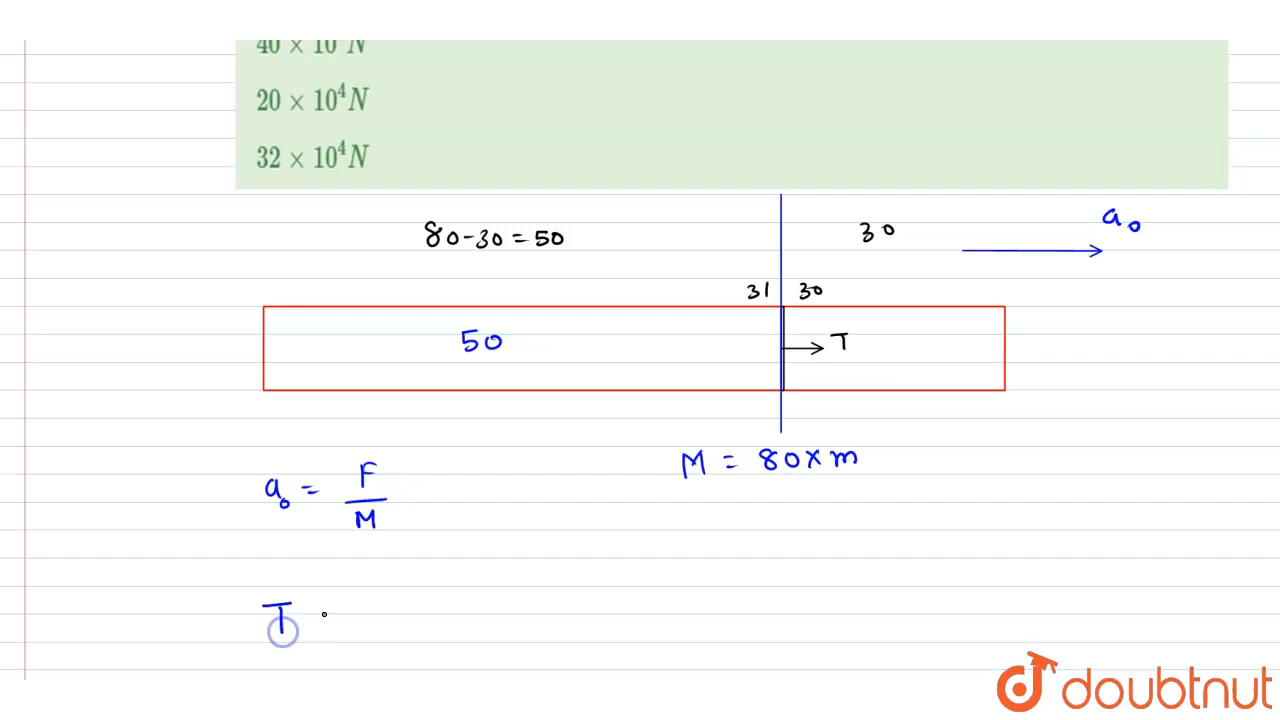 20 × 10⁴N
32 × 10⁴N
80-30=50
30
a₀
31 30
50
T
M = 80×m
a₀ = F/M
T
doubtnut